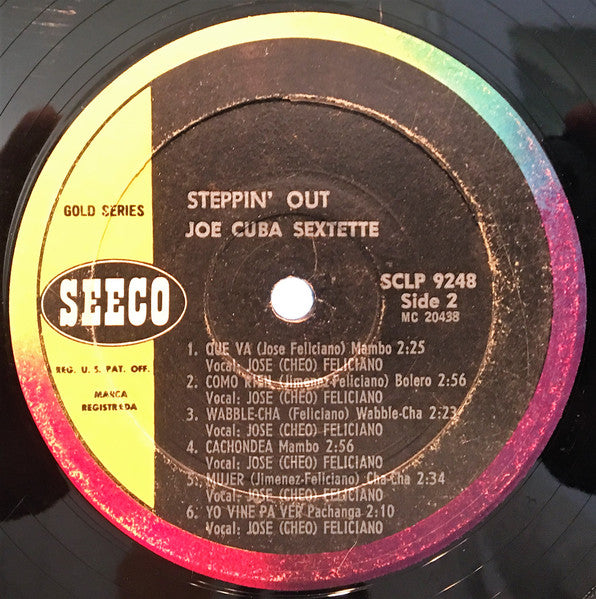 GOLD SERIES
SEECO
REG. U. S. PAT. OFF.
MARCA
REGISTREDA
STEPPIN' OUT
JOE CUBA SEXTETTE
SCLP 9248
Side 2
MC 20438
1. QUE VA (Jose Feliciano) Mambo 2:25
Vocal: JOSE (CHEO) FELICIANO
2. COMO RIEN (Jimenez-Feliciano) Bolero 2:56
Vocal: JOSE (CHEO) FELICIANO
3. WABBLE-CHA (Feliciano) Wabble-Cha 2:23
Vocal: JOSE (CHEO) FELICIANO
4. CACHONDEA Mambo 2:56
Vocal: JOSE (CHEO) FELICIANO
5. MUJER (Jimenez-Feliciano) Cha-Cha 2:34
Vocal: JOSE (CHEO) FELICIANO
6. YO VINE PA VER Pachanga 2:10
Vocal: JOSE (CHEO) FELICIANO